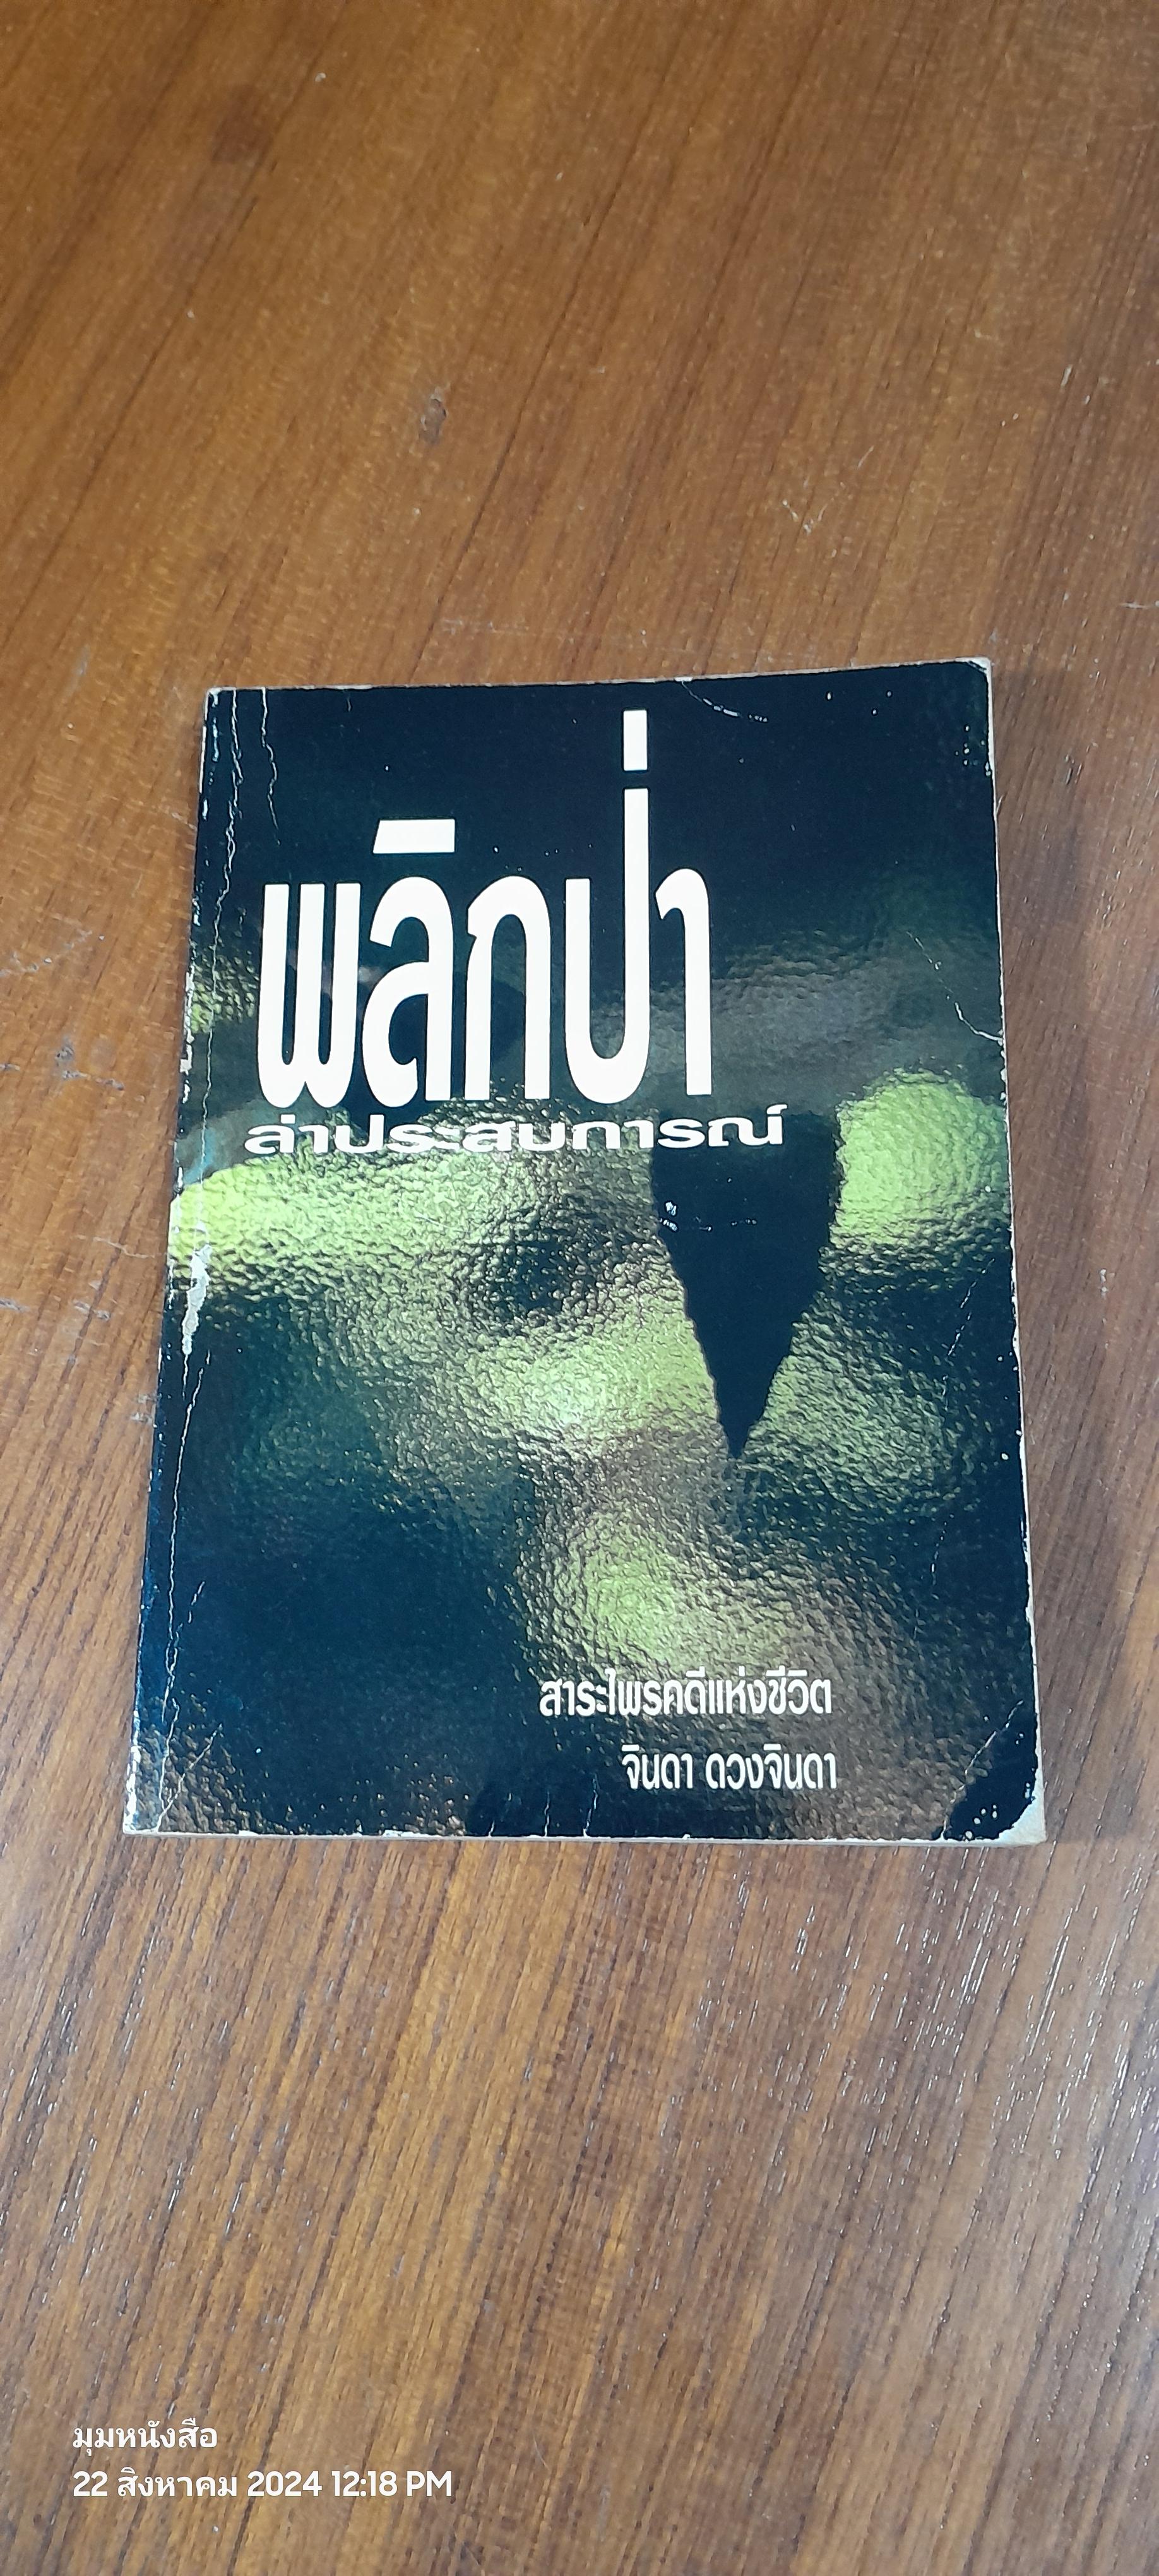 พลิกป่า
ล่าประสบการณ์
สาระไพรคดีแห่งชีวิต
จินดา ดวงจินดา
มุมหนังสือ
22 สิงหาคม 2024 12:18 PM